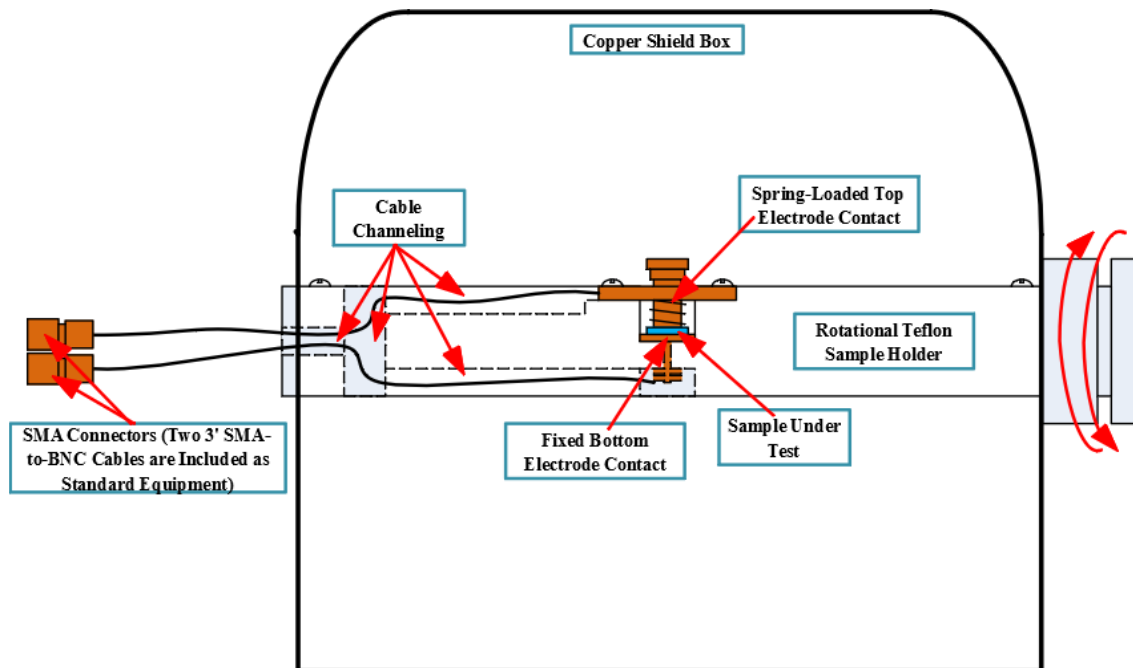 Copper Shield Box
Cable
Channeling
Spring-Loaded Top
Electrode Contact
Rotational Teflon
Sample Holder
SMA Connectors (Two 3' SMA-
to-BNC Cables are Included as
Standard Equipment)
Fixed Bottom
Electrode Contact
Sample Under
Test